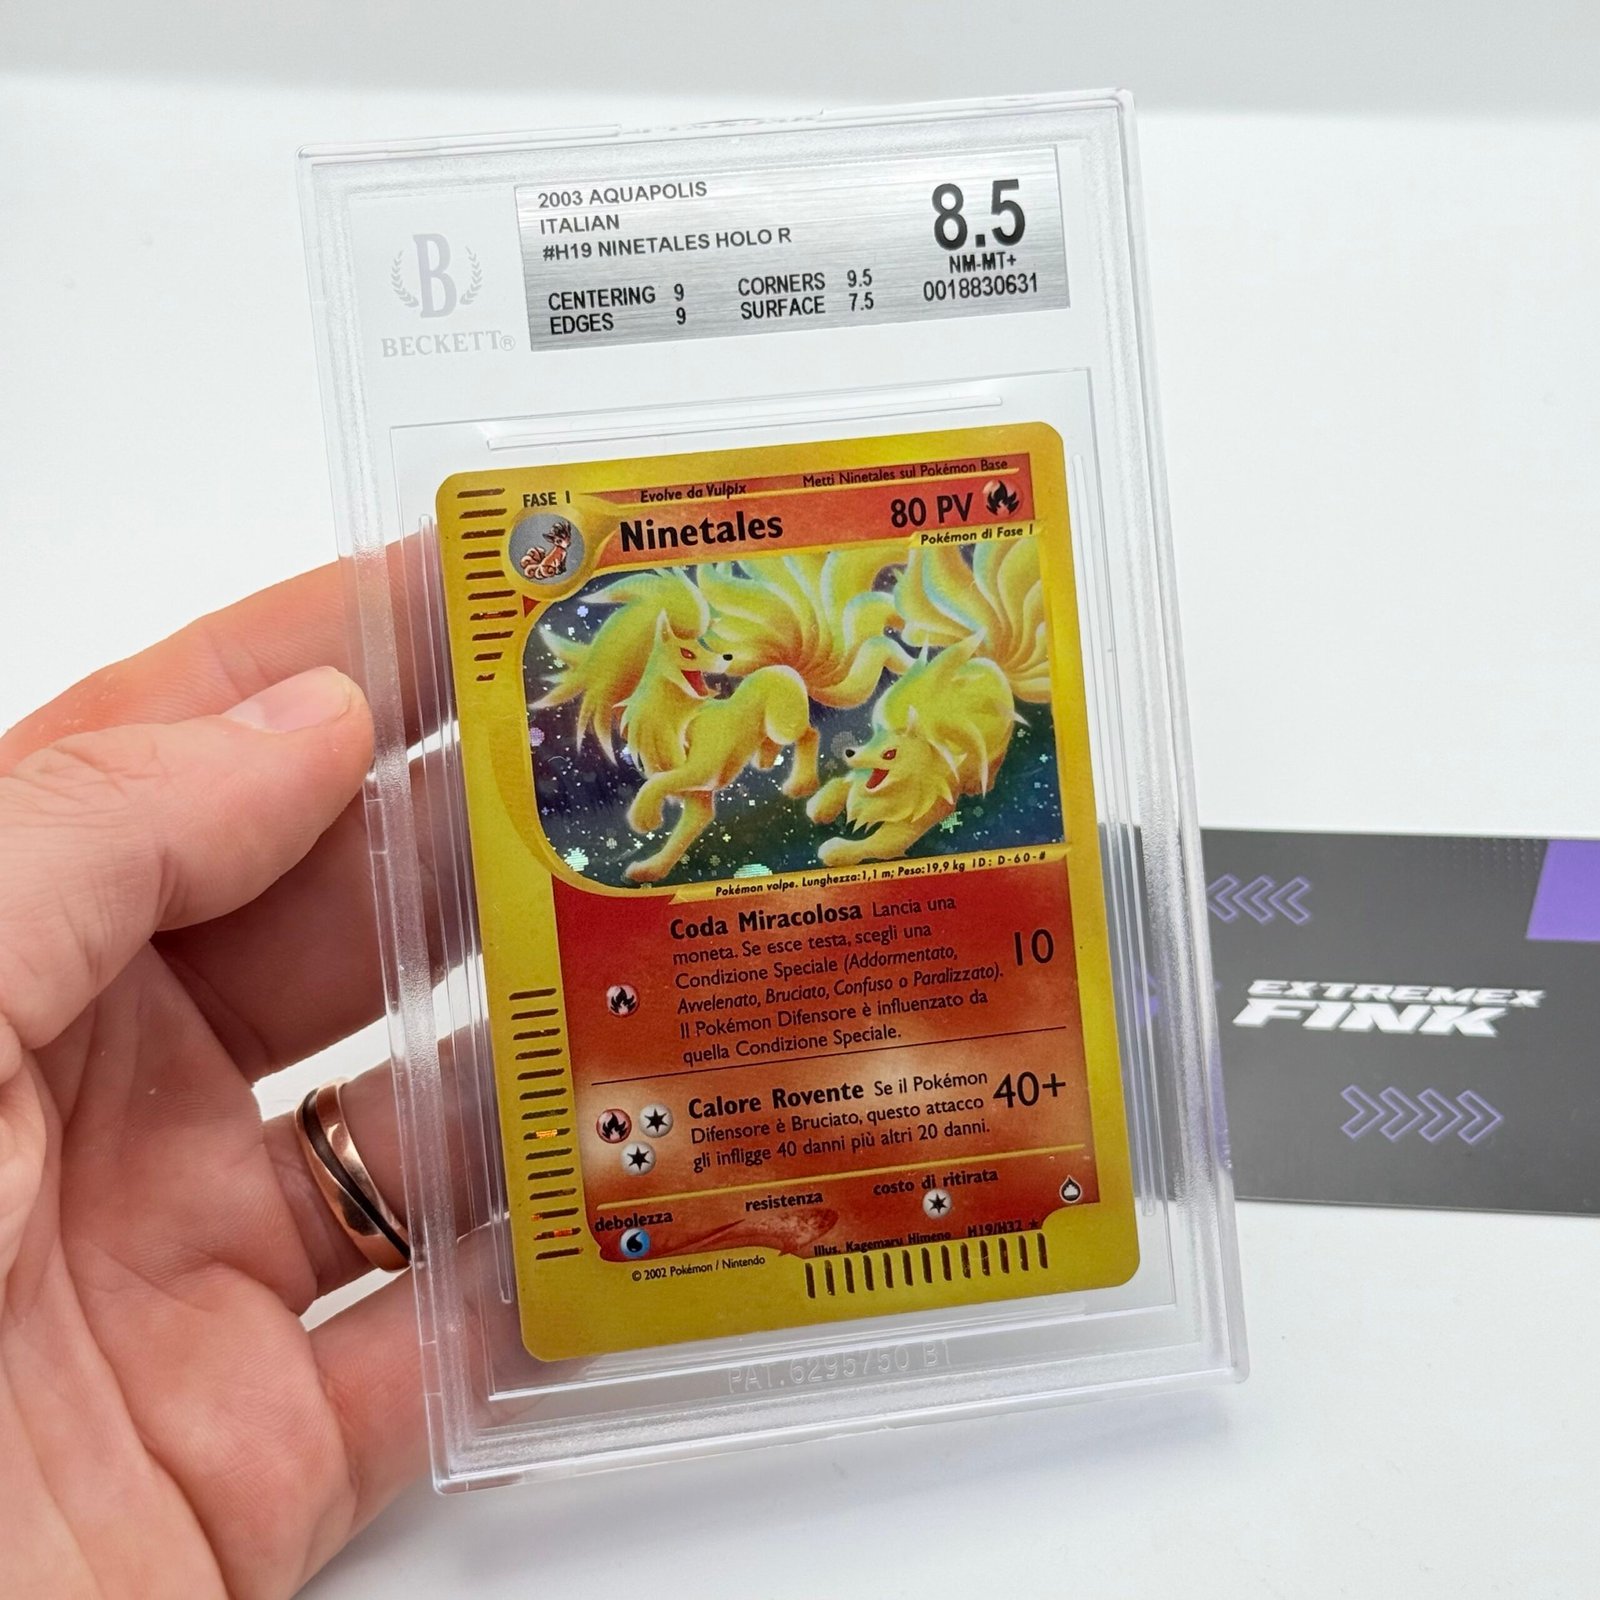 2003 AQUAPOLIS
ITALIAN
#H19 NINETALES HOLO R
8.5
NM-MT+
0018830631
CENTERING 9 CORNERS 9.5
EDGES 9 SURFACE 7.5
B
BECKETT®
FASE 1 Evolve da Vulpix Metti Ninetales sul Pokémon Base
Ninetales 80 PV
Pokémon di Fase 1
Pokémon volpe. Lunghezza:1,1 m; Peso:19,9 kg ID: D-60-#
Coda Miracolosa Lancia una
moneta. Se esce testa, scegli una
Condizione Speciale (Addormentato,
Avvelenato, Bruciato, Confuso o Paralizzato).
Il Pokémon Difensore è influenzato da
quella Condizione Speciale.
10
Calore Rovente Se il Pokémon
Difensore è Bruciato, questo attacco
gli infligge 40 danni più altri 20 danni.
40+
debolezza resistenza costo di ritirata
Illus. Kagemaru Himeno H19/H32 ★
© 2002 Pokémon / Nintendo
PAT.6295750 B1
EXTREMEX
FINK